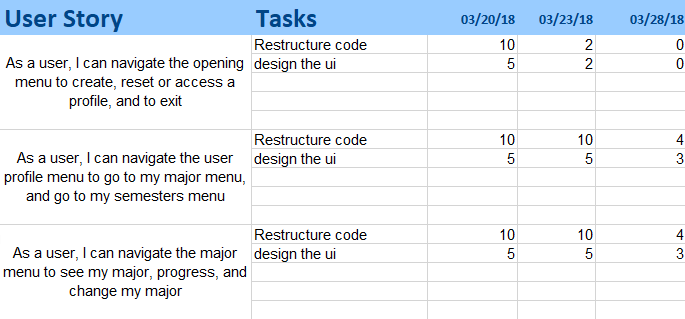 User Story Tasks 03/20/18 03/23/18 03/28/18
Restructure code 10 2 0
As a user, I can navigate the opening
design the ui 5 2 0
menu to create, reset or access a
profile, and to exit
Restructure code 10 10 4
As a user, I can navigate the user
design the ui 5 5 3
profile menu to go to my major menu,
and go to my semesters menu
Restructure code 10 10 4
As a user, I can navigate the major
design the ui 5 5 3
menu to see my major, progress, and
change my major